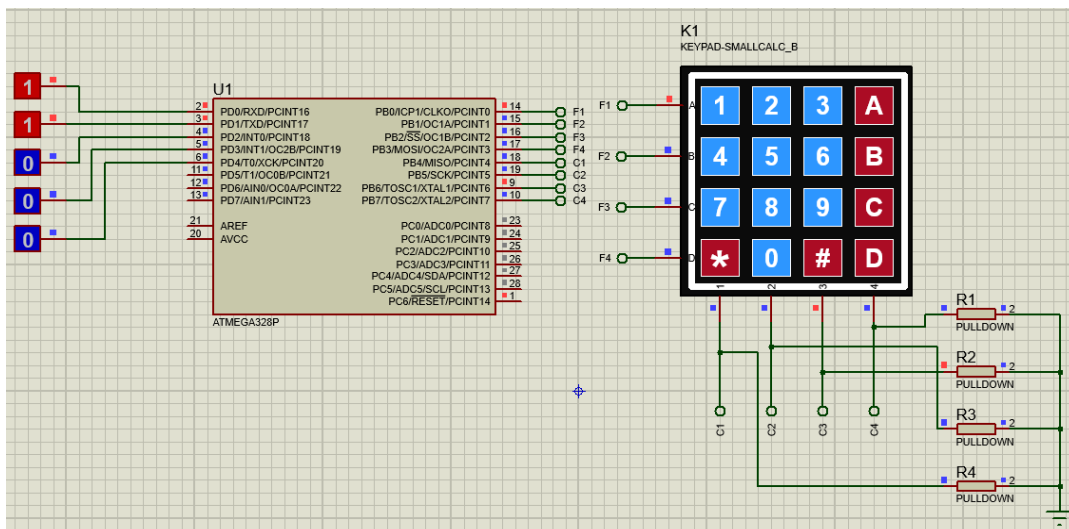 K1
KEYPAD-SMALLCALC_B
1
1
0
0
0
U1
2 PD0/RXD/PCINT16
3 PD1/TXD/PCINT17
4 PD2/INT0/PCINT18
5 PD3/INT1/OC2B/PCINT19
6 PD4/T0/XCK/PCINT20
11 PD5/T1/OC0B/PCINT21
12 PD6/AIN0/OC0A/PCINT22
13 PD7/AIN1/PCINT23
21 AREF
20 AVCC
PB0/ICP1/CLKO/PCINT0 14 F1
PB1/OC1A/PCINT1 15 F2
PB2/SS/OC1B/PCINT2 16 F3
PB3/MOSI/OC2A/PCINT3 17 F4
PB4/MISO/PCINT4 18 C1
PB5/SCK/PCINT5 19 C2
PB6/TOSC1/XTAL1/PCINT6 9 C3
PB7/TOSC2/XTAL2/PCINT7 10 C4
PC0/ADC0/PCINT8 23
PC1/ADC1/PCINT9 24
PC2/ADC2/PCINT10 25
PC3/ADC3/PCINT11 26
PC4/ADC4/SDA/PCINT12 27
PC5/ADC5/SCL/PCINT13 28
PC6/RESET/PCINT14 1
ATMEGA328P
F1 A 1 2 3 A
F2 B 4 5 6 B
F3 C 7 8 9 C
F4 D * 0 # D
1 2 3 4
C1 C2 C3 C4
R1
2
PULLDOWN
R2
2
PULLDOWN
R3
2
PULLDOWN
R4
2
PULLDOWN